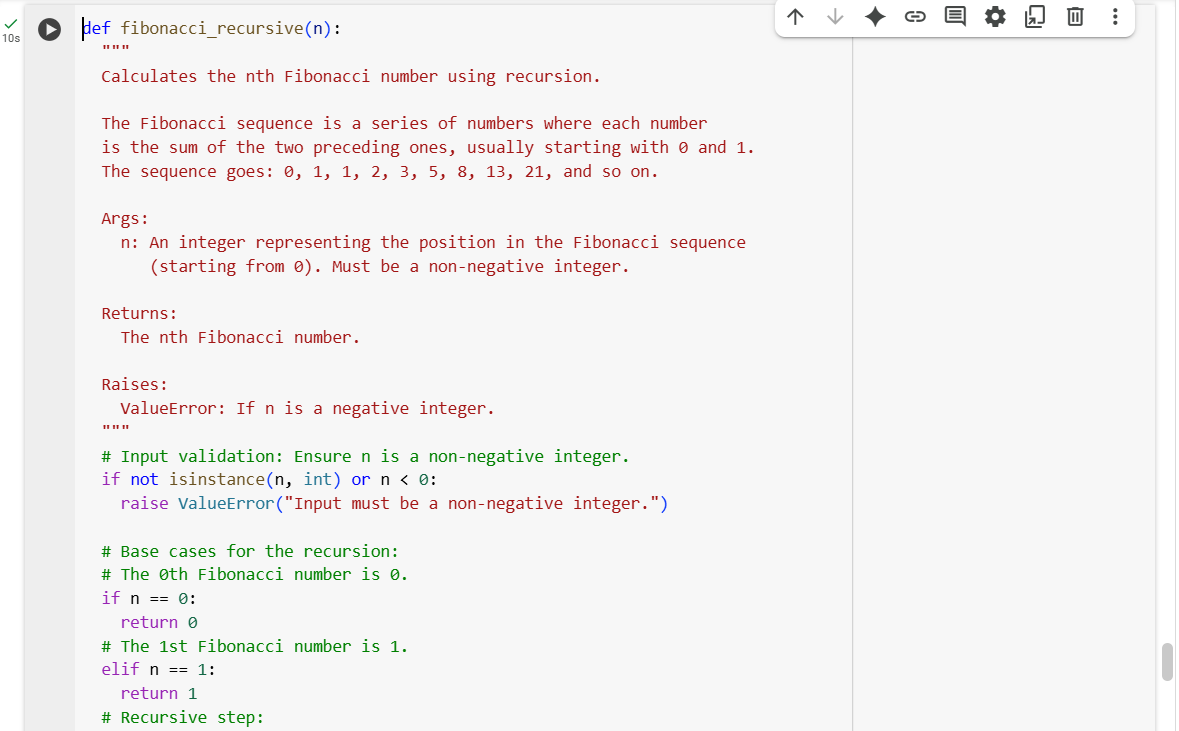 def fibonacci_recursive(n):
  """
  Calculates the nth Fibonacci number using recursion.

  The Fibonacci sequence is a series of numbers where each number
  is the sum of the two preceding ones, usually starting with 0 and 1.
  The sequence goes: 0, 1, 1, 2, 3, 5, 8, 13, 21, and so on.

  Args:
    n: An integer representing the position in the Fibonacci sequence
       (starting from 0). Must be a non-negative integer.

  Returns:
    The nth Fibonacci number.

  Raises:
    ValueError: If n is a negative integer.
  """
  # Input validation: Ensure n is a non-negative integer.
  if not isinstance(n, int) or n < 0:
    raise ValueError("Input must be a non-negative integer.")

  # Base cases for the recursion:
  # The 0th Fibonacci number is 0.
  if n == 0:
    return 0
  # The 1st Fibonacci number is 1.
  elif n == 1:
    return 1
  # Recursive step:
10s